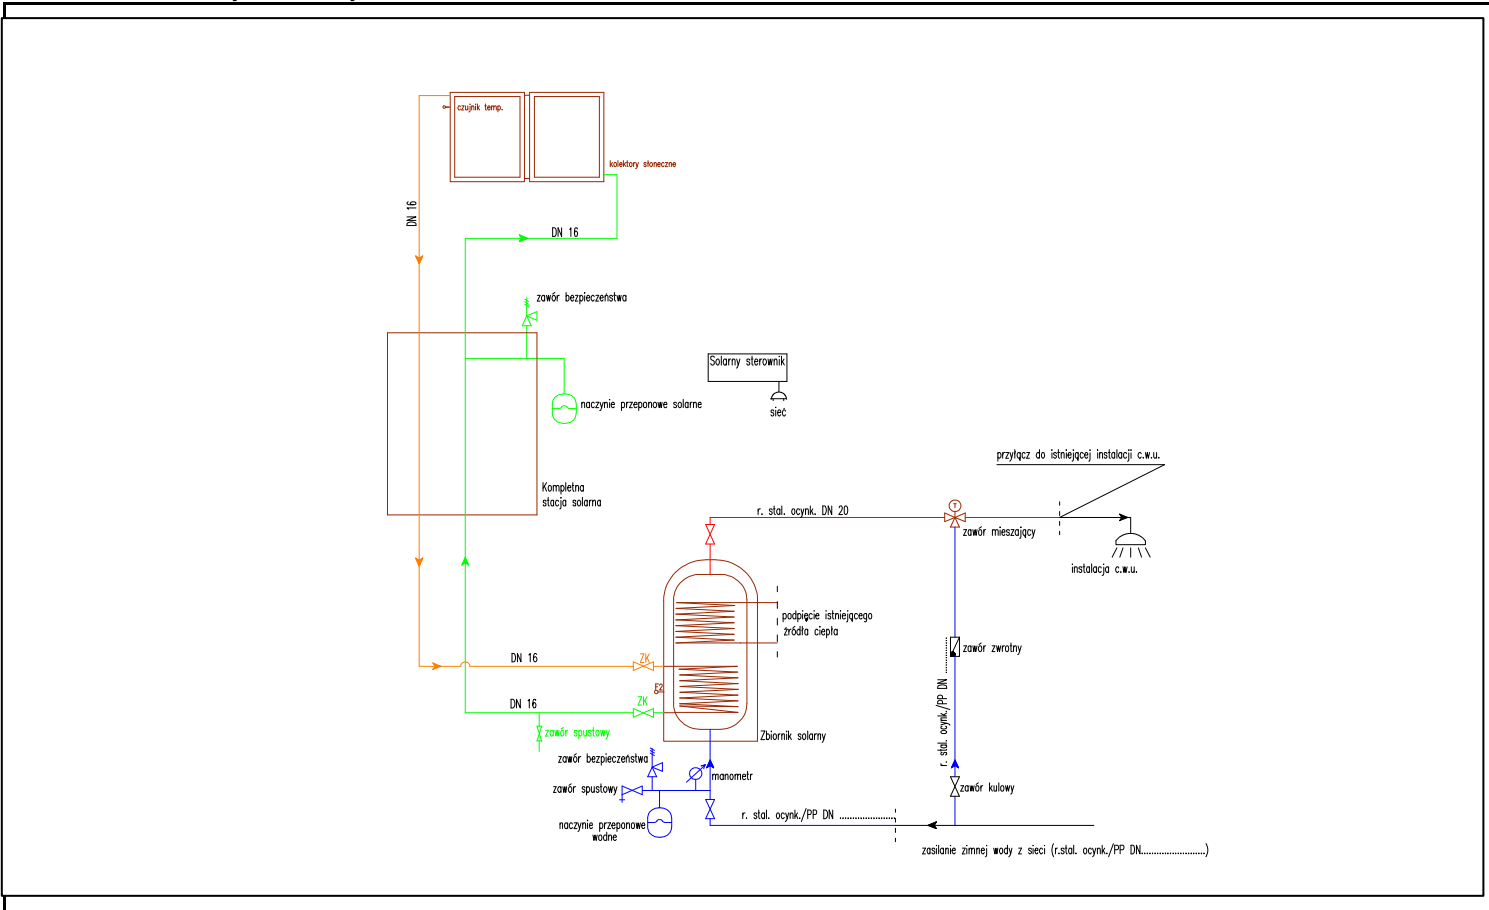 czujnik temp.
kolektory słoneczne
DN 16
DN 16
zawór bezpieczeństwa
Solarny sterownik
sieć
naczynie przeponowe solarne
Kompletna
stacja solarna
przyłącz do istniejącej instalacji c.w.u.
r. stal. ocynk. DN 20
T
zawór mieszający
instalacja c.w.u.
podpięcie istniejącego
źródła ciepła
DN 16
ZK
zawór zwrotny
F2
DN 16
ZK
r. stal. ocynk./PP DN ............
zawór spustowy
Zbiornik solarny
zawór bezpieczeństwa
manometr
zawór spustowy
zawór kulowy
r. stal. ocynk./PP DN ......................
naczynie przeponowe
wodne
zasilanie zimnej wody z sieci (r.stal. ocynk./PP DN.........................)